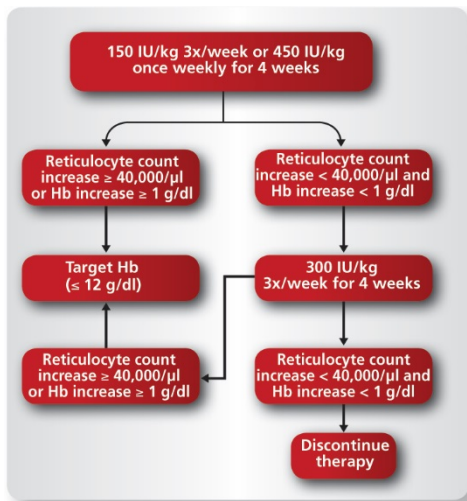 150 IU/kg 3x/week or 450 IU/kg
once weekly for 4 weeks
Reticulocyte count
increase ≥ 40,000/µl
or Hb increase ≥ 1 g/dl
Reticulocyte count
increase < 40,000/µl and
Hb increase < 1 g/dl
Target Hb
(≤ 12 g/dl)
300 IU/kg
3x/week for 4 weeks
Reticulocyte count
increase ≥ 40,000/µl
or Hb increase ≥ 1 g/dl
Reticulocyte count
increase < 40,000/µl and
Hb increase < 1 g/dl
Discontinue
therapy